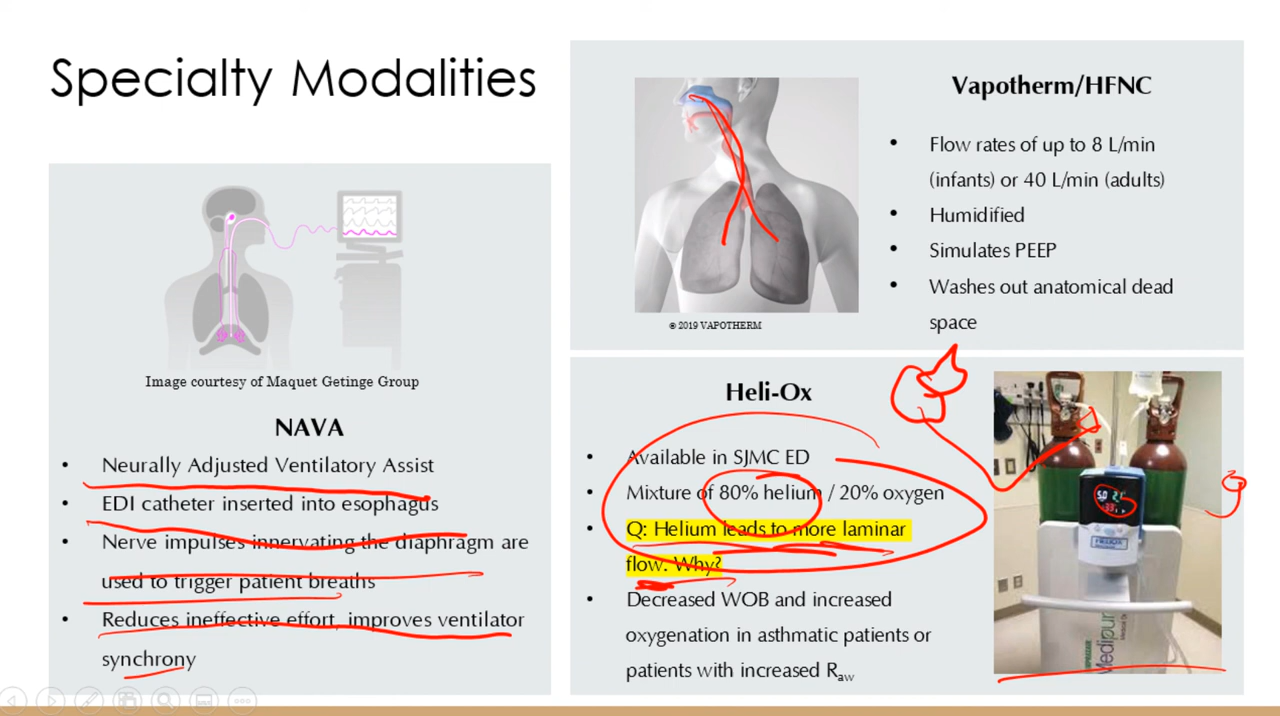 Specialty Modalities
Image courtesy of Maquet Getinge Group
NAVA
• Neurally Adjusted Ventilatory Assist
• EDI catheter inserted into esophagus
• Nerve impulses innervating the diaphragm are
used to trigger patient breaths
• Reduces ineffective effort, improves ventilator
synchrony
® 2019 VAPOTHERM
Vapotherm/HFNC
• Flow rates of up to 8 L/min
(infants) or 40 L/min (adults)
• Humidified
• Simulates PEEP
• Washes out anatomical dead
space
Heli-Ox
• Available in SJMC ED
• Mixture of 80% helium / 20% oxygen
• Q: Helium leads to more laminar
flow. Why?
• Decreased WOB and increased
oxygenation in asthmatic patients or
patients with increased Raw